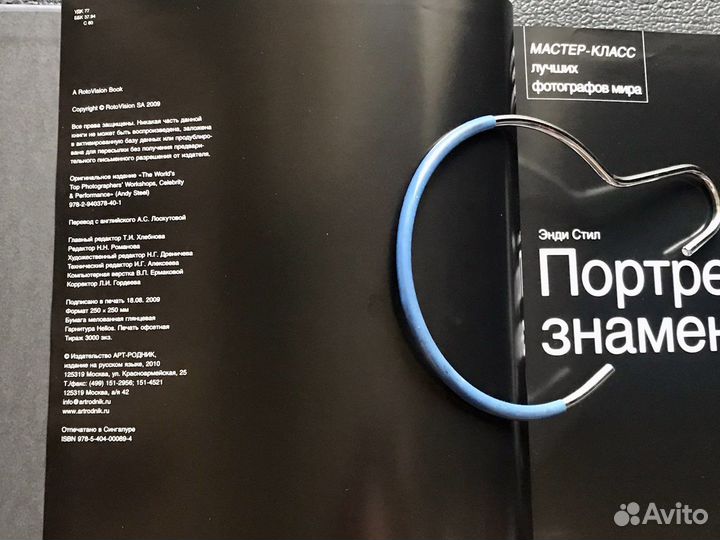 УДК 77
ББК 37.94
С 80
A RotoVision Book
Copyright © RotoVision SA 2009
Все права защищены. Никакая часть данной
книги не может быть воспроизведена, заложена
в активированную базу данных или продублиро-
вана для пересылки без получения предвари-
тельного письменного разрешения от издателя.
Оригинальное издание «The World's
Top Photographers' Workshops, Celebrity
& Performance» (Andy Steel)
978-2-940378-40-1
Перевод с английского А.С. Лоскутовой
Главный редактор Т.И. Хлебнова
Редактор Н.Н. Романова
Художественный редактор Н.Г. Дреничева
Технический редактор И.Г. Алексеева
Компьютерная верстка В.П. Ермаковой
Корректор Л.И. Гордеева
Подписано в печать 18.08. 2009
Формат 250 × 250 мм
Бумага мелованная глянцевая
Гарнитура Helios. Печать офсетная
Тираж 3000 экз.
© Издательство АРТ-РОДНИК,
издание на русском языке, 2010
125319 Москва, ул. Красноармейская, 25
Т./факс: (499) 151-2956; 151-4521
125319 Москва, а/я 42
info@artrodnik.ru
www.artrodnik.ru
Отпечатано в Сингапуре
ISBN 978-5-404-00089-4
МАСТЕР-КЛАСС
лучших
фотографов мира
Энди Стил
Портре
знамен
Avito